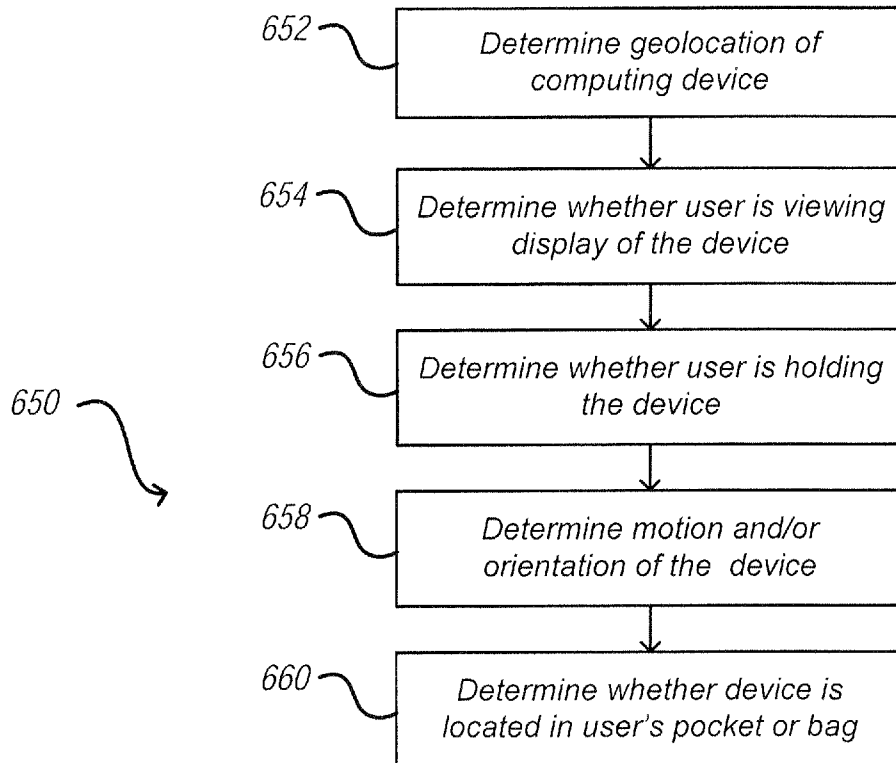 652
Determine geolocation of
computing device
654
Determine whether user is viewing
display of the device
656
Determine whether user is holding
the device
650
658
Determine motion and/or
orientation of the device
660
Determine whether device is
located in user's pocket or bag